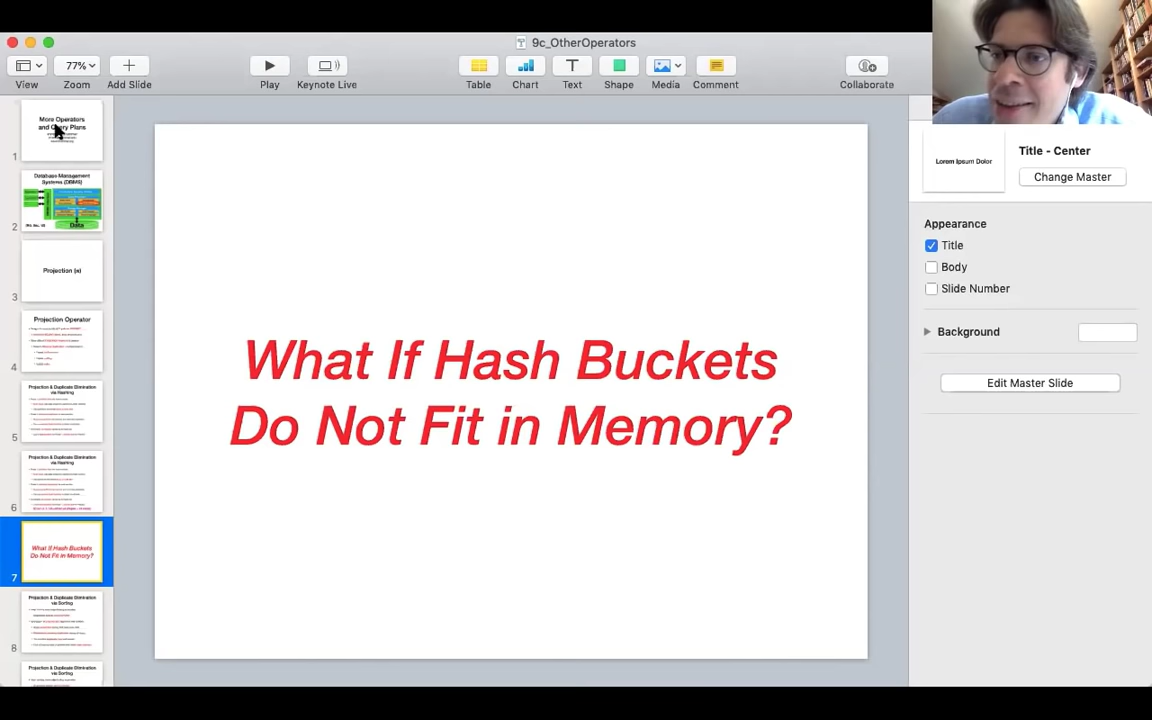 9c_OtherOperators
77%
View
Zoom
Add Slide
Play
Keynote Live
Table
Chart
Text
Shape
Media
Comment
Collaborate
More Operators
and Query Plans
1
Database Management
Systems (DBMS)
Data
2
Projection (π)
3
Projection Operator
4
Projection & Duplicate Elimination
via Hashing
5
Projection & Duplicate Elimination
via Hashing
6
What If Hash Buckets
Do Not Fit in Memory?
7
Projection & Duplicate Elimination
via Sorting
8
Projection & Duplicate Elimination
via Sorting
What If Hash Buckets
Do Not Fit in Memory?
Lorem Ipsum Dolor
Title - Center
Change Master
Appearance
Title
Body
Slide Number
Background
Edit Master Slide